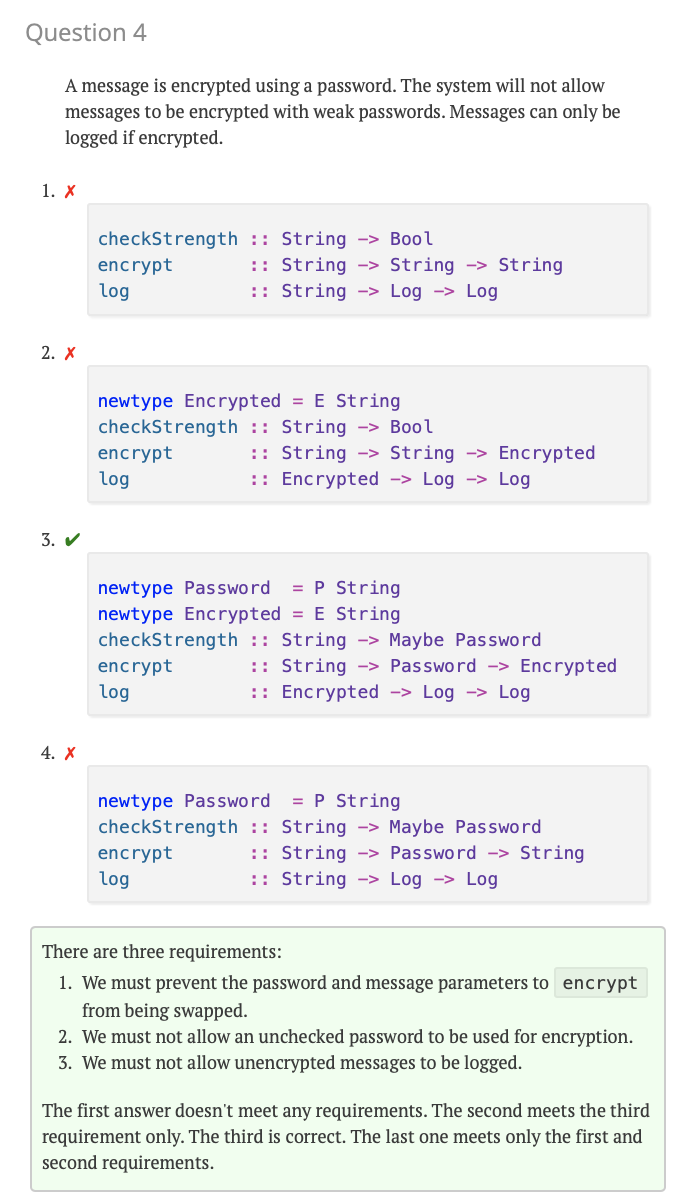 Question 4
A message is encrypted using a password. The system will not allow
messages to be encrypted with weak passwords. Messages can only be
logged if encrypted.
1. ✗
checkStrength :: String -> Bool
encrypt       :: String -> String -> String
log           :: String -> Log -> Log
2. ✗
newtype Encrypted = E String
checkStrength :: String -> Bool
encrypt       :: String -> String -> Encrypted
log           :: Encrypted -> Log -> Log
3. ✔
newtype Password  = P String
newtype Encrypted = E String
checkStrength :: String -> Maybe Password
encrypt       :: String -> Password -> Encrypted
log           :: Encrypted -> Log -> Log
4. ✗
newtype Password  = P String
checkStrength :: String -> Maybe Password
encrypt       :: String -> Password -> String
log           :: String -> Log -> Log
There are three requirements:
1. We must prevent the password and message parameters to encrypt
from being swapped.
2. We must not allow an unchecked password to be used for encryption.
3. We must not allow unencrypted messages to be logged.
The first answer doesn't meet any requirements. The second meets the third
requirement only. The third is correct. The last one meets only the first and
second requirements.